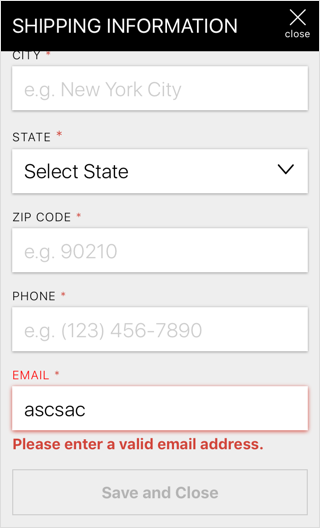 SHIPPING INFORMATION
close
CITY *
e.g. New York City
STATE *
Select State
ZIP CODE *
e.g. 90210
PHONE *
e.g. (123) 456-7890
EMAIL *
ascsac
Please enter a valid email address.
Save and Close